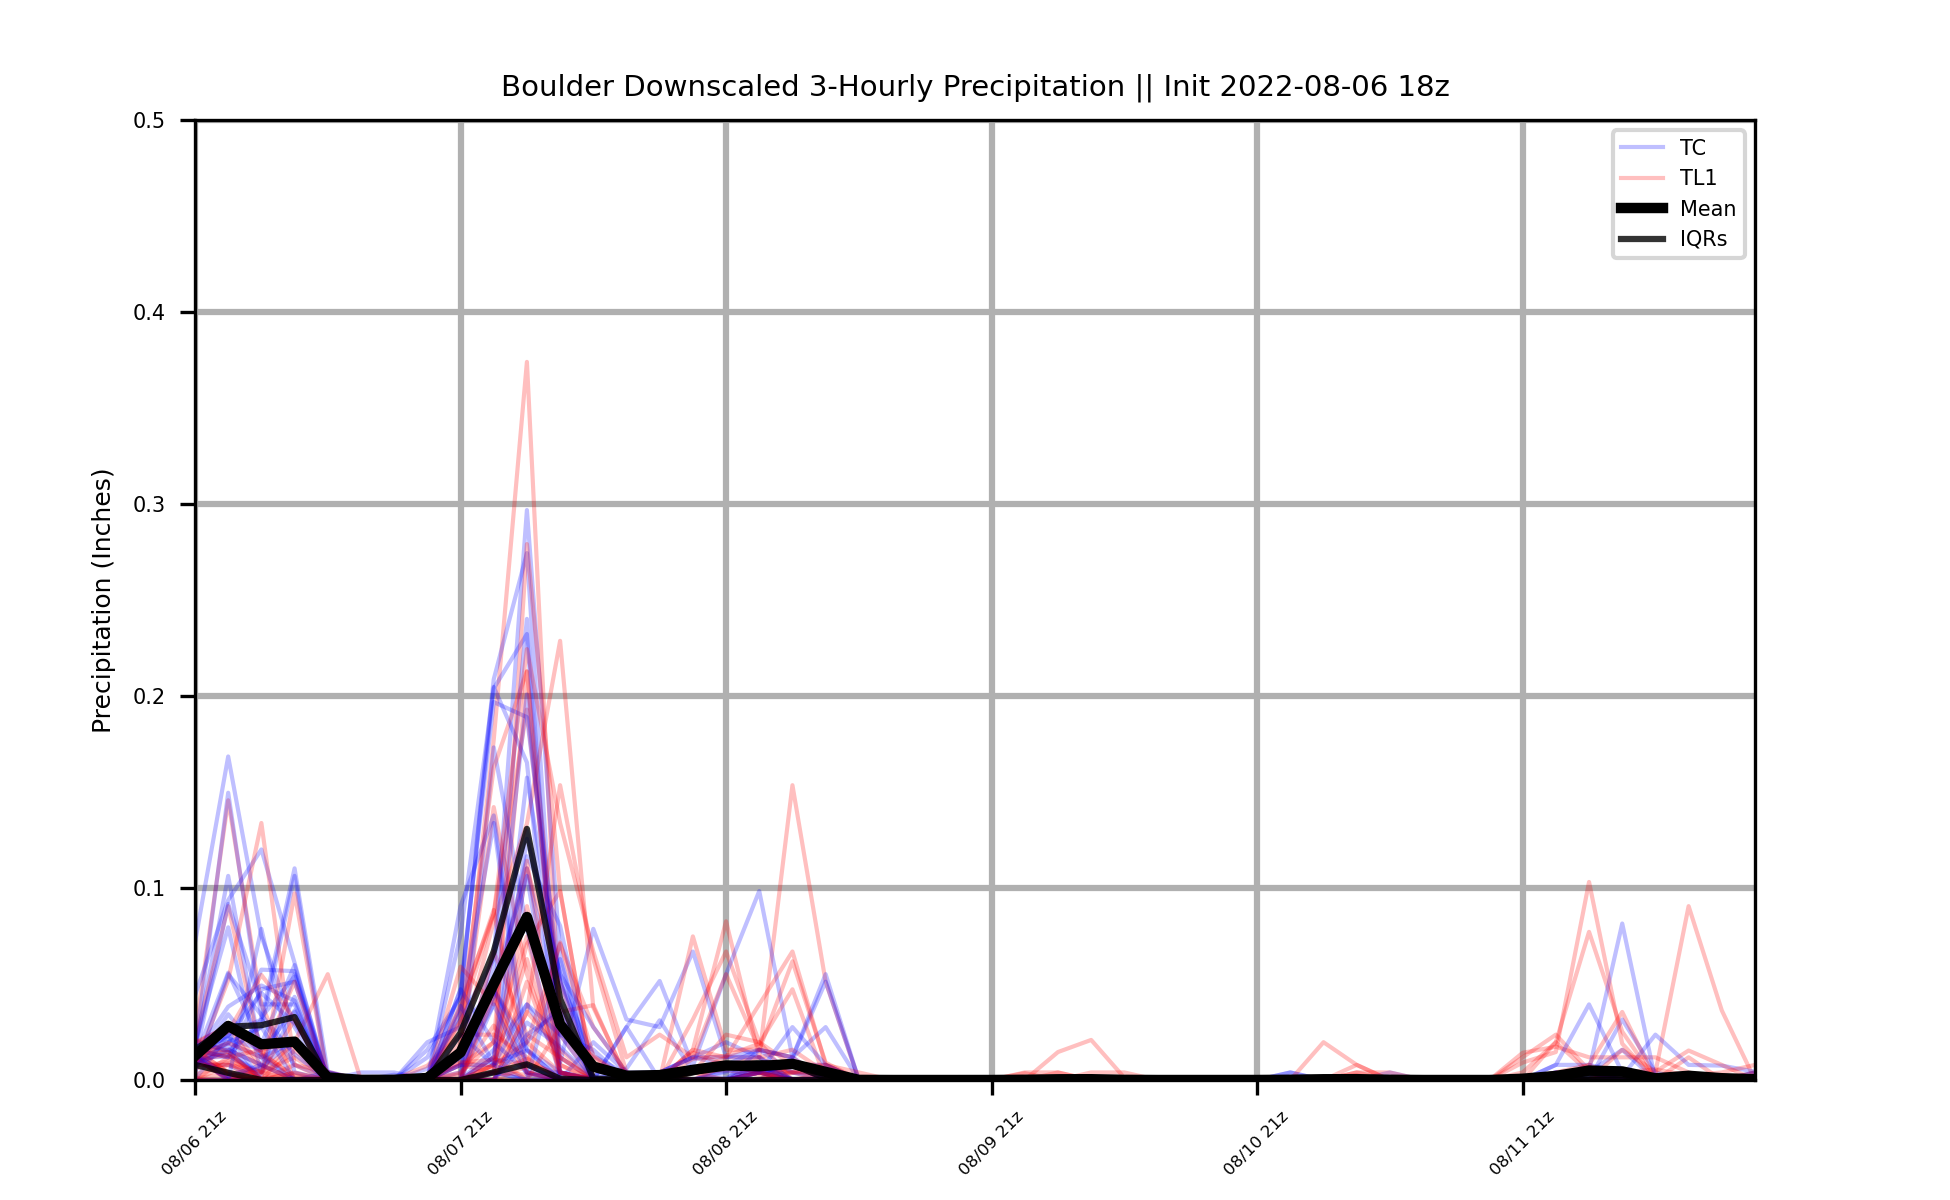 Boulder Downscaled 3-Hourly Precipitation || Init 2022-08-06 18z
TC
TL1
Mean
IQRs
Precipitation (Inches)
0.5
0.4
0.3
0.2
0.1
0.0
08/06 21z
08/07 21z
08/08 21z
08/09 21z
08/10 21z
08/11 21z